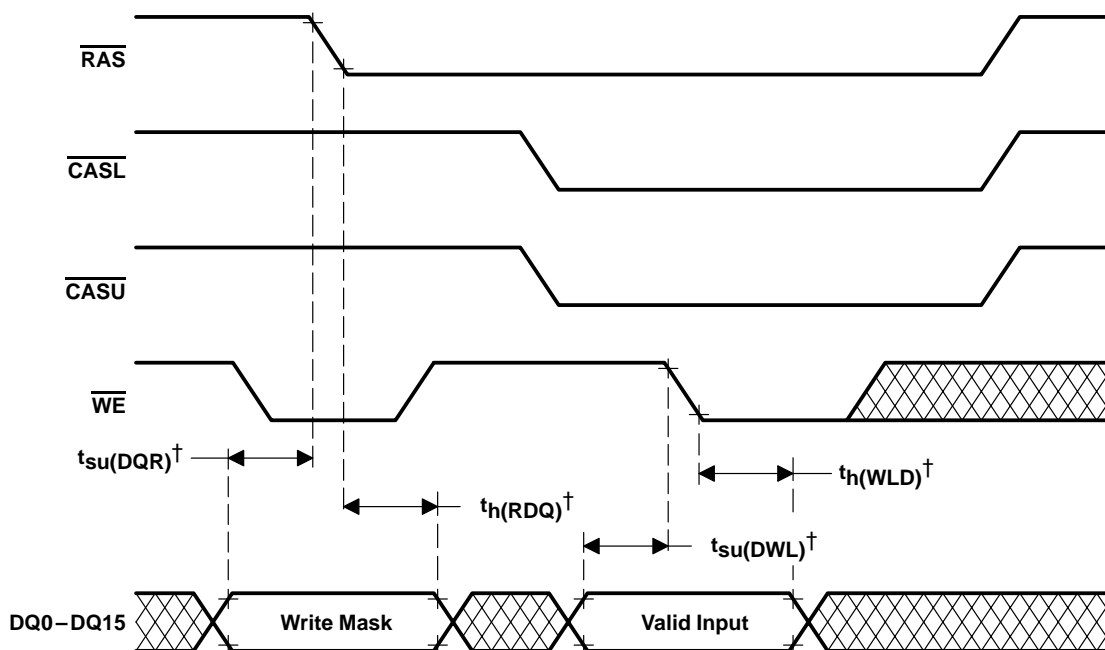 RAS
CASL
CASU
WE
tsu(DQR)†
th(WLD)†
th(RDQ)†
tsu(DWL)†
DQ0–DQ15
Write Mask
Valid Input